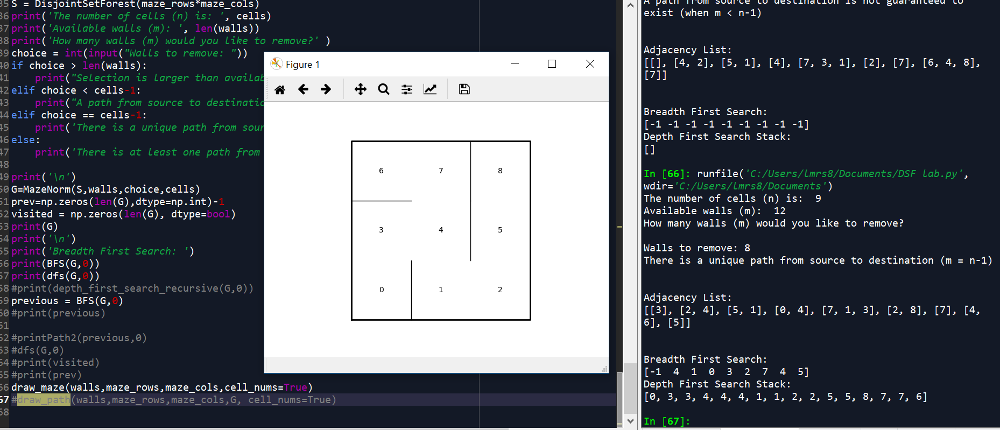 35 S = DisjointSetForest(maze_rows*maze_cols)
36 print('The number of cells (n) is: ', cells)
37 print('Available walls (m): ', len(walls))
38 print('How many walls (m) would you like to remove?' )
39 choice = int(input("Walls to remove: "))
40 if choice > len(walls):
41 print("Selection is larger than availab
42 elif choice < cells-1:
43 print("A path from source to destinatio
44 elif choice == cells-1:
45 print('There is a unique path from sour
46 else:
47 print('There is at least one path from
48
49 print('\n')
50 G=MazeNorm(S,walls,choice,cells)
51 prev=np.zeros(len(G),dtype=np.int)-1
52 visited = np.zeros(len(G), dtype=bool)
53 print(G)
54 print('\n')
55 print('Breadth First Search: ')
56 print(BFS(G,0))
57 print(dfs(G,0))
58 #print(depth_first_search_recursive(G,0))
59 previous = BFS(G,0)
60 #print(previous)
61
62 #printPath2(previous,0)
63 #dfs(G,0)
64 #print(visited)
65 #print(prev)
66 draw_maze(walls,maze_rows,maze_cols,cell_nums=True)
67 #draw_path(walls,maze_rows,maze_cols,G, cell_nums=True)
68
Figure 1
6 7 8
3 4 5
0 1 2
A path from source to destination is not guaranteed to
exist (when m < n-1)
Adjacency List:
[[], [4, 2], [5, 1], [4], [7, 3, 1], [2], [7], [6, 4, 8],
[7]]
Breadth First Search:
[-1 -1 -1 -1 -1 -1 -1 -1 -1]
Depth First Search Stack:
[]
In [66]: runfile('C:/Users/lmrs8/Documents/DSF lab.py',
wdir='C:/Users/lmrs8/Documents')
The number of cells (n) is:  9
Available walls (m):  12
How many walls (m) would you like to remove?
Walls to remove: 8
There is a unique path from source to destination (m = n-1)
Adjacency List:
[[3], [2, 4], [5, 1], [0, 4], [7, 1, 3], [2, 8], [7], [4,
6], [5]]
Breadth First Search:
[-1  4  1  0  3  2  7  4  5]
Depth First Search Stack:
[0, 3, 3, 4, 4, 4, 1, 1, 2, 2, 5, 5, 8, 7, 7, 6]
In [67]: